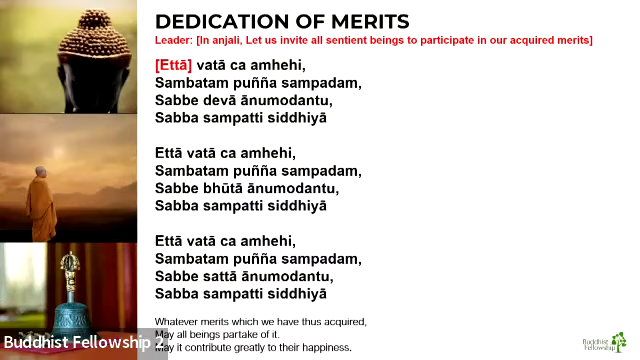 DEDICATION OF MERITS
Leader: [In anjali, Let us invite all sentient beings to participate in our acquired merits]
[Ettā] vatā ca amhehi,
Sambatam puñña sampadam,
Sabbe devā ānumodantu,
Sabba sampatti siddhiyā
Ettā vatā ca amhehi,
Sambatam puñña sampadam,
Sabbe bhūtā ānumodantu,
Sabba sampatti siddhiyā
Ettā vatā ca amhehi,
Sambatam puñña sampadam,
Sabbe sattā ānumodantu,
Sabba sampatti siddhiyā
Whatever merits which we have thus acquired,
May all beings partake of it.
May it contribute greatly to their happiness.
Buddhist Fellowship 2
Buddhist
Fellowship